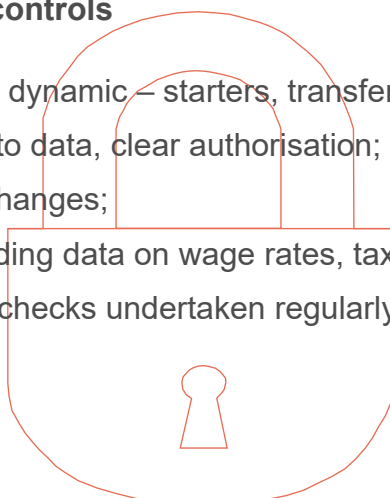 controls
dynamic – starters, transfer
to data, clear authorisation;
hanges;
ding data on wage rates, tax
checks undertaken regularly